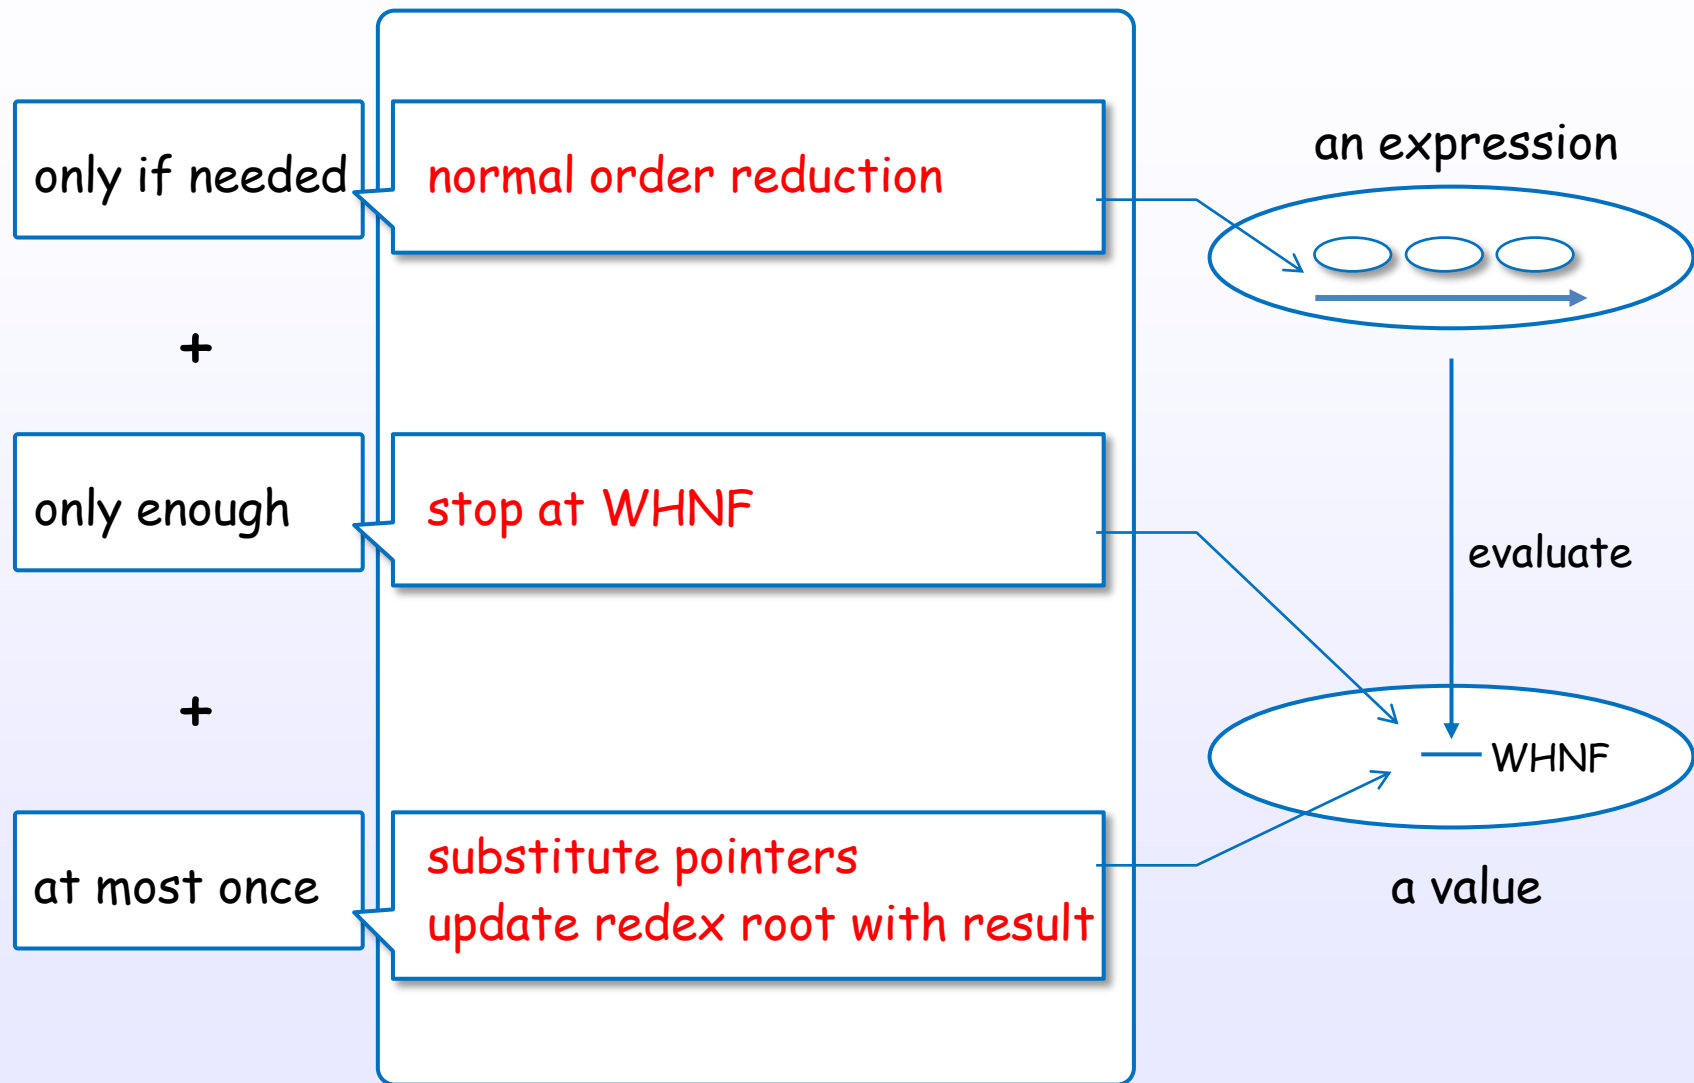 only if needed
normal order reduction
an expression
+
only enough
stop at WHNF
evaluate
+
WHNF
at most once
substitute pointers
update redex root with result
a value